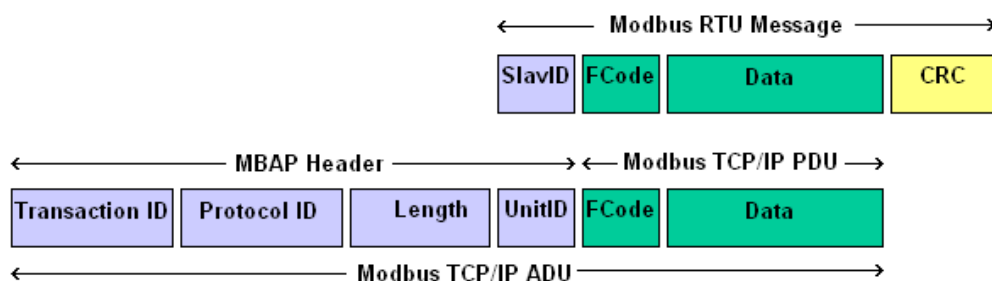 Modbus RTU Message
SlavID FCode Data CRC
MBAP Header Modbus TCP/IP PDU
Transaction ID Protocol ID Length UnitID FCode Data
Modbus TCP/IP ADU